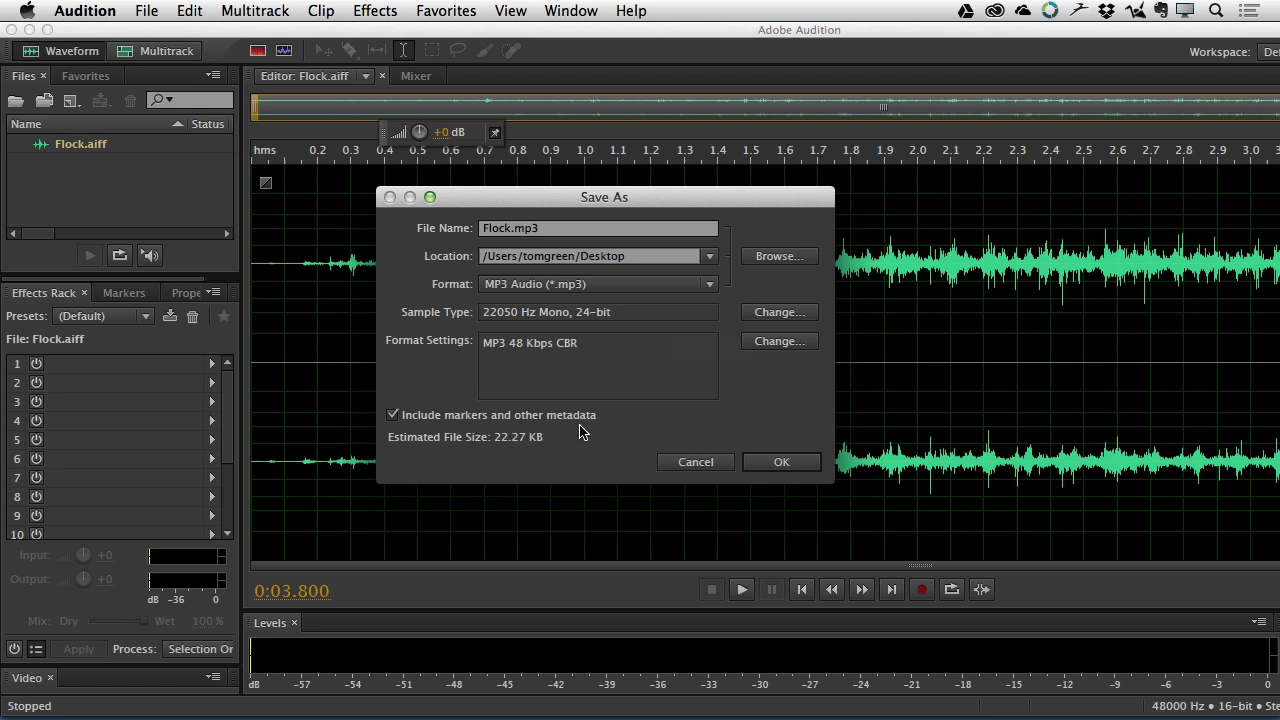 Audition File Edit Multitrack Clip Effects Favorites View Window Help
Adobe Audition
Waveform Multitrack Workspace: De
Files × Favorites
Editor: Flock.aiff × Mixer
Name Status
Flock.aiff
+0 dB
hms 0.2 0.3 0.4 0.5 0.6 0.7 0.8 0.9 1.0 1.1 1.2 1.3 1.4 1.5 1.6 1.7 1.8 1.9 2.0 2.1 2.2 2.3 2.4 2.5 2.6 2.7 2.8 2.9 3.0 3
Save As
File Name: Flock.mp3
Location: /Users/tomgreen/Desktop Browse...
Format: MP3 Audio (*.mp3)
Sample Type: 22050 Hz Mono, 24-bit Change...
Format Settings: MP3 48 Kbps CBR Change...
Include markers and other metadata
Estimated File Size: 22.27 KB
Cancel OK
Effects Rack × Markers Prope
Presets: (Default)
File: Flock.aiff
1
2
3
4
5
6
7
8
9
10
Input: +0
Output: +0
dB -36 0
Mix: Dry Wet 100 %
Apply Process: Selection Or
Video ×
0:03.800
Levels ×
dB -57 -54 -51 -48 -45 -42 -39 -36 -33 -30 -27 -24 -21 -18 -15 -12 -9 -6 -3 0
Stopped
48000 Hz • 16-bit • Ste